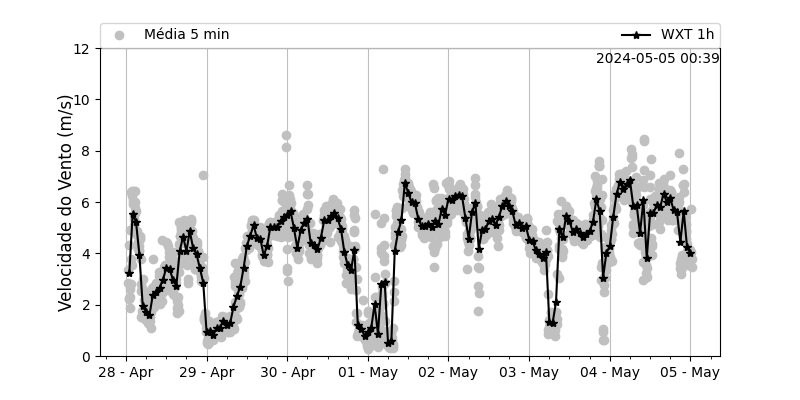 Média 5 min
WXT 1h
2024-05-05 00:39
Velocidade do Vento (m/s)
12
10
8
6
4
2
0
28 - Apr 29 - Apr 30 - Apr 01 - May 02 - May 03 - May 04 - May 05 - May